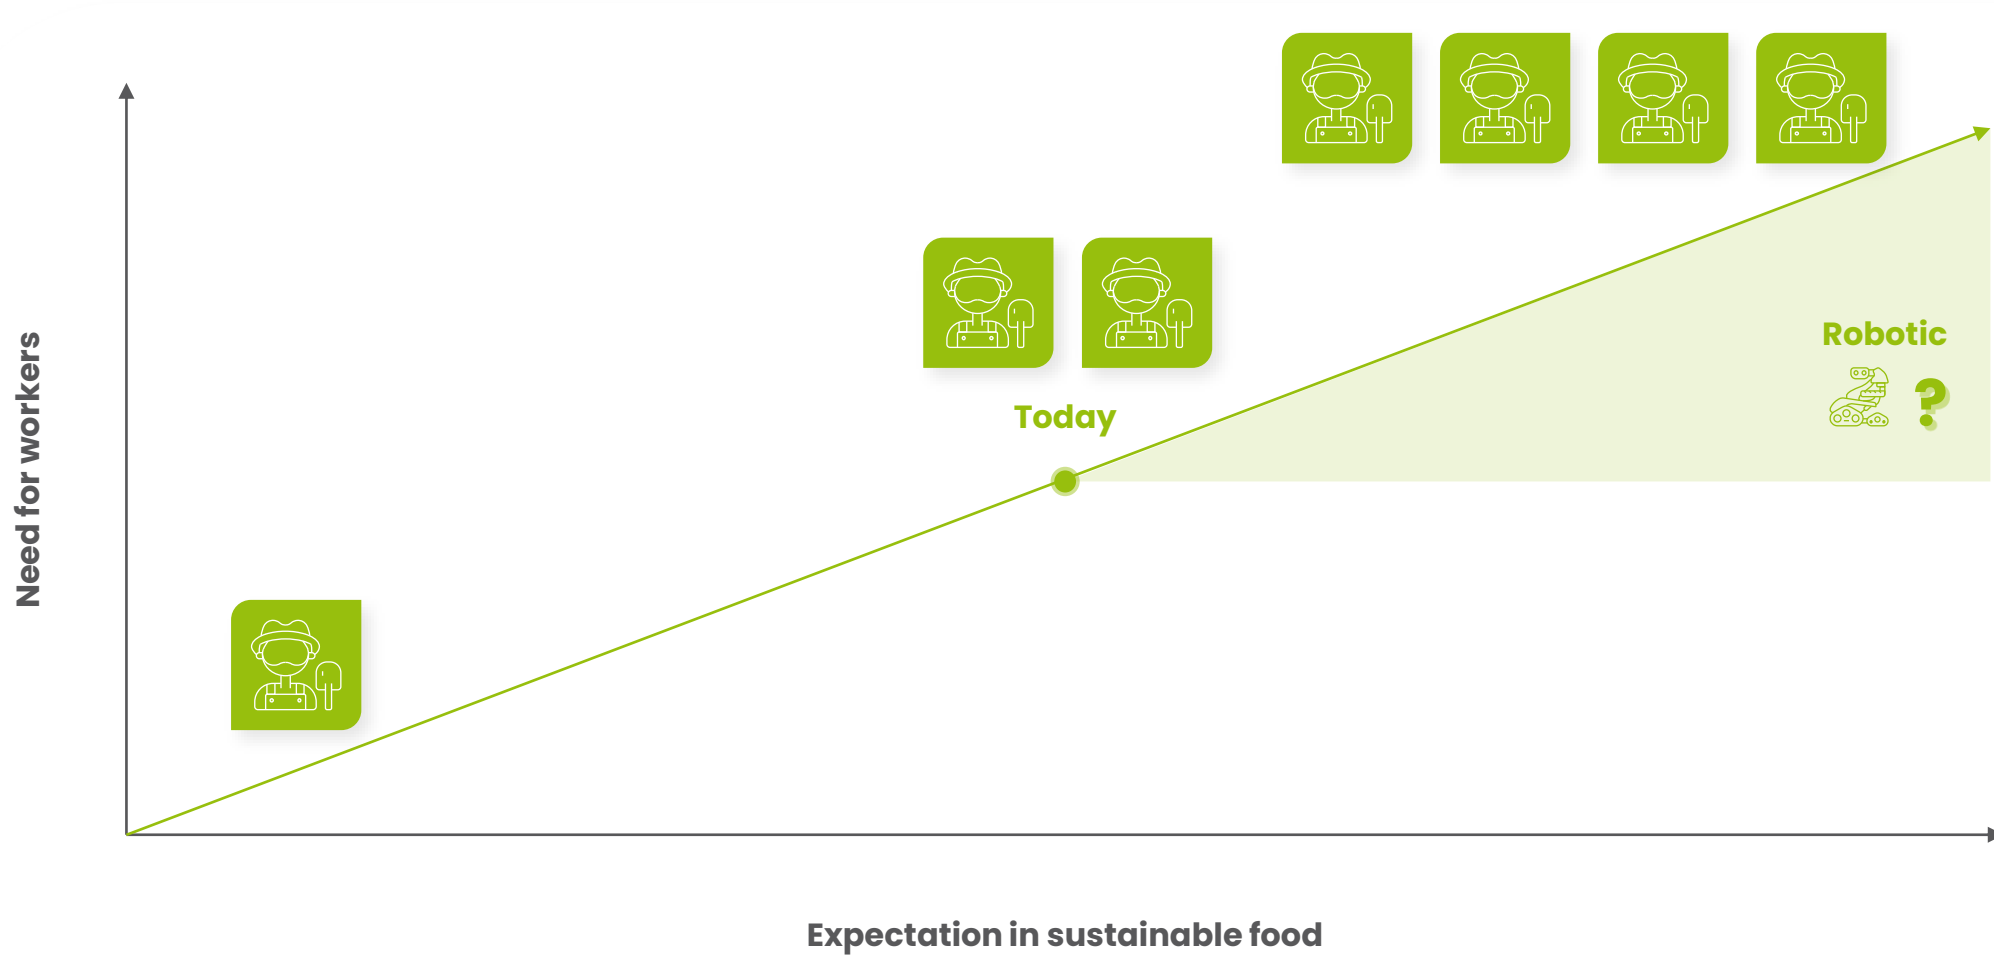 Need for workers
Today
Robotic
?
Expectation in sustainable food